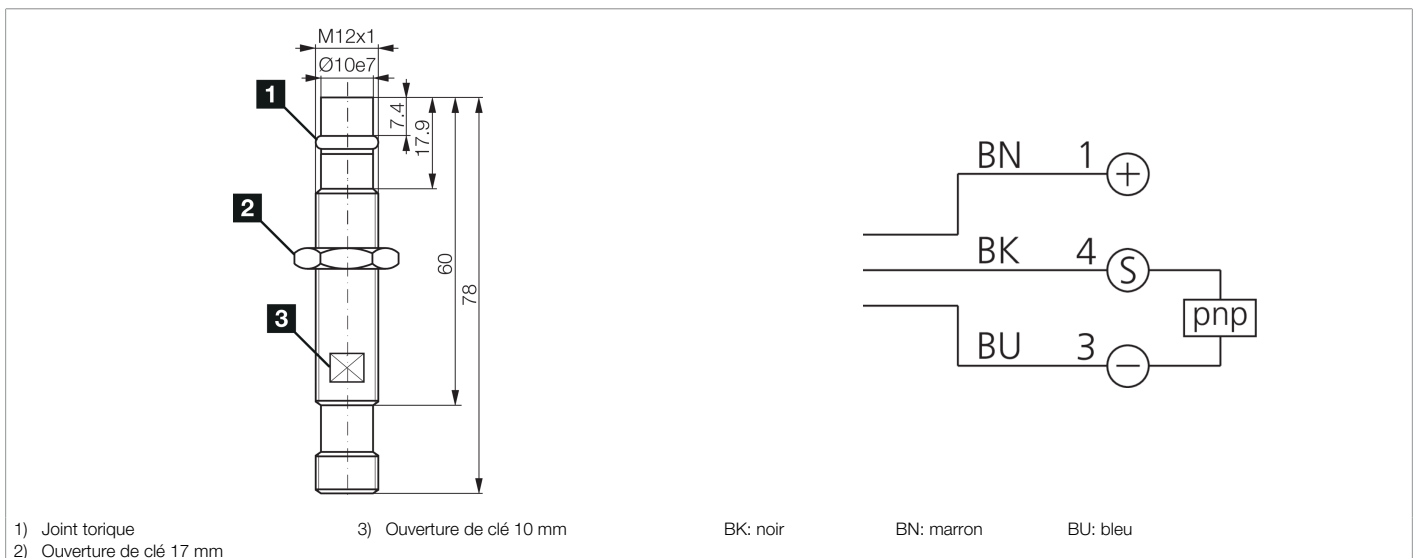 M12x1
Ø10e7
1
7.4
17.9
2
60
78
3
BN 1
+
BK 4
S
pnp
BU 3
−
1) Joint torique
2) Ouverture de clé 17 mm
3) Ouverture de clé 10 mm
BK: noir
BN: marron
BU: bleu